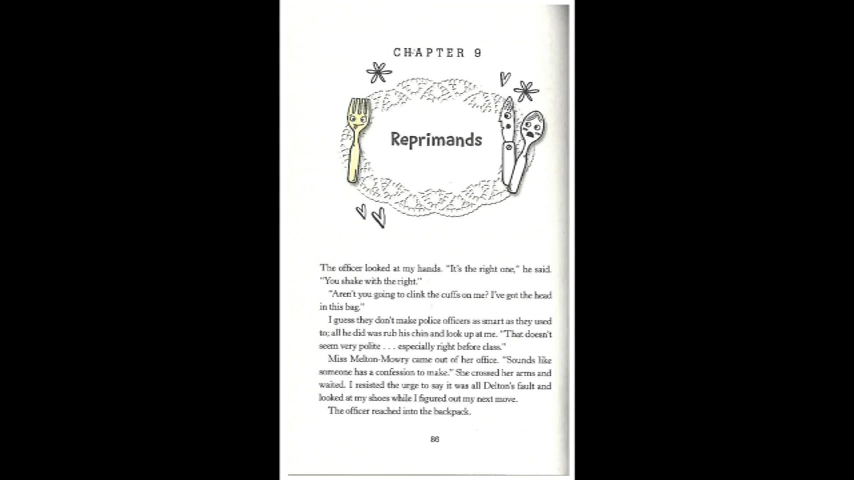 CHAPTER 9
Reprimands
The officer looked at my hands. "It's the right one," he said.
"You shake with the right."
"Aren't you going to clink the cuffs on me? I've got the head
in this bag."
I guess they don't make police officers as smart as they used
to; all he did was rub his chin and look up at me. "That doesn't
seem very polite . . . especially right before class."
Miss Melton-Mowry came out of her office. "Sounds like
someone has a confession to make." She crossed her arms and
waited. I resisted the urge to say it was all Delton's fault and
looked at my shoes while I figured out my next move.
The officer reached into the backpack.
86